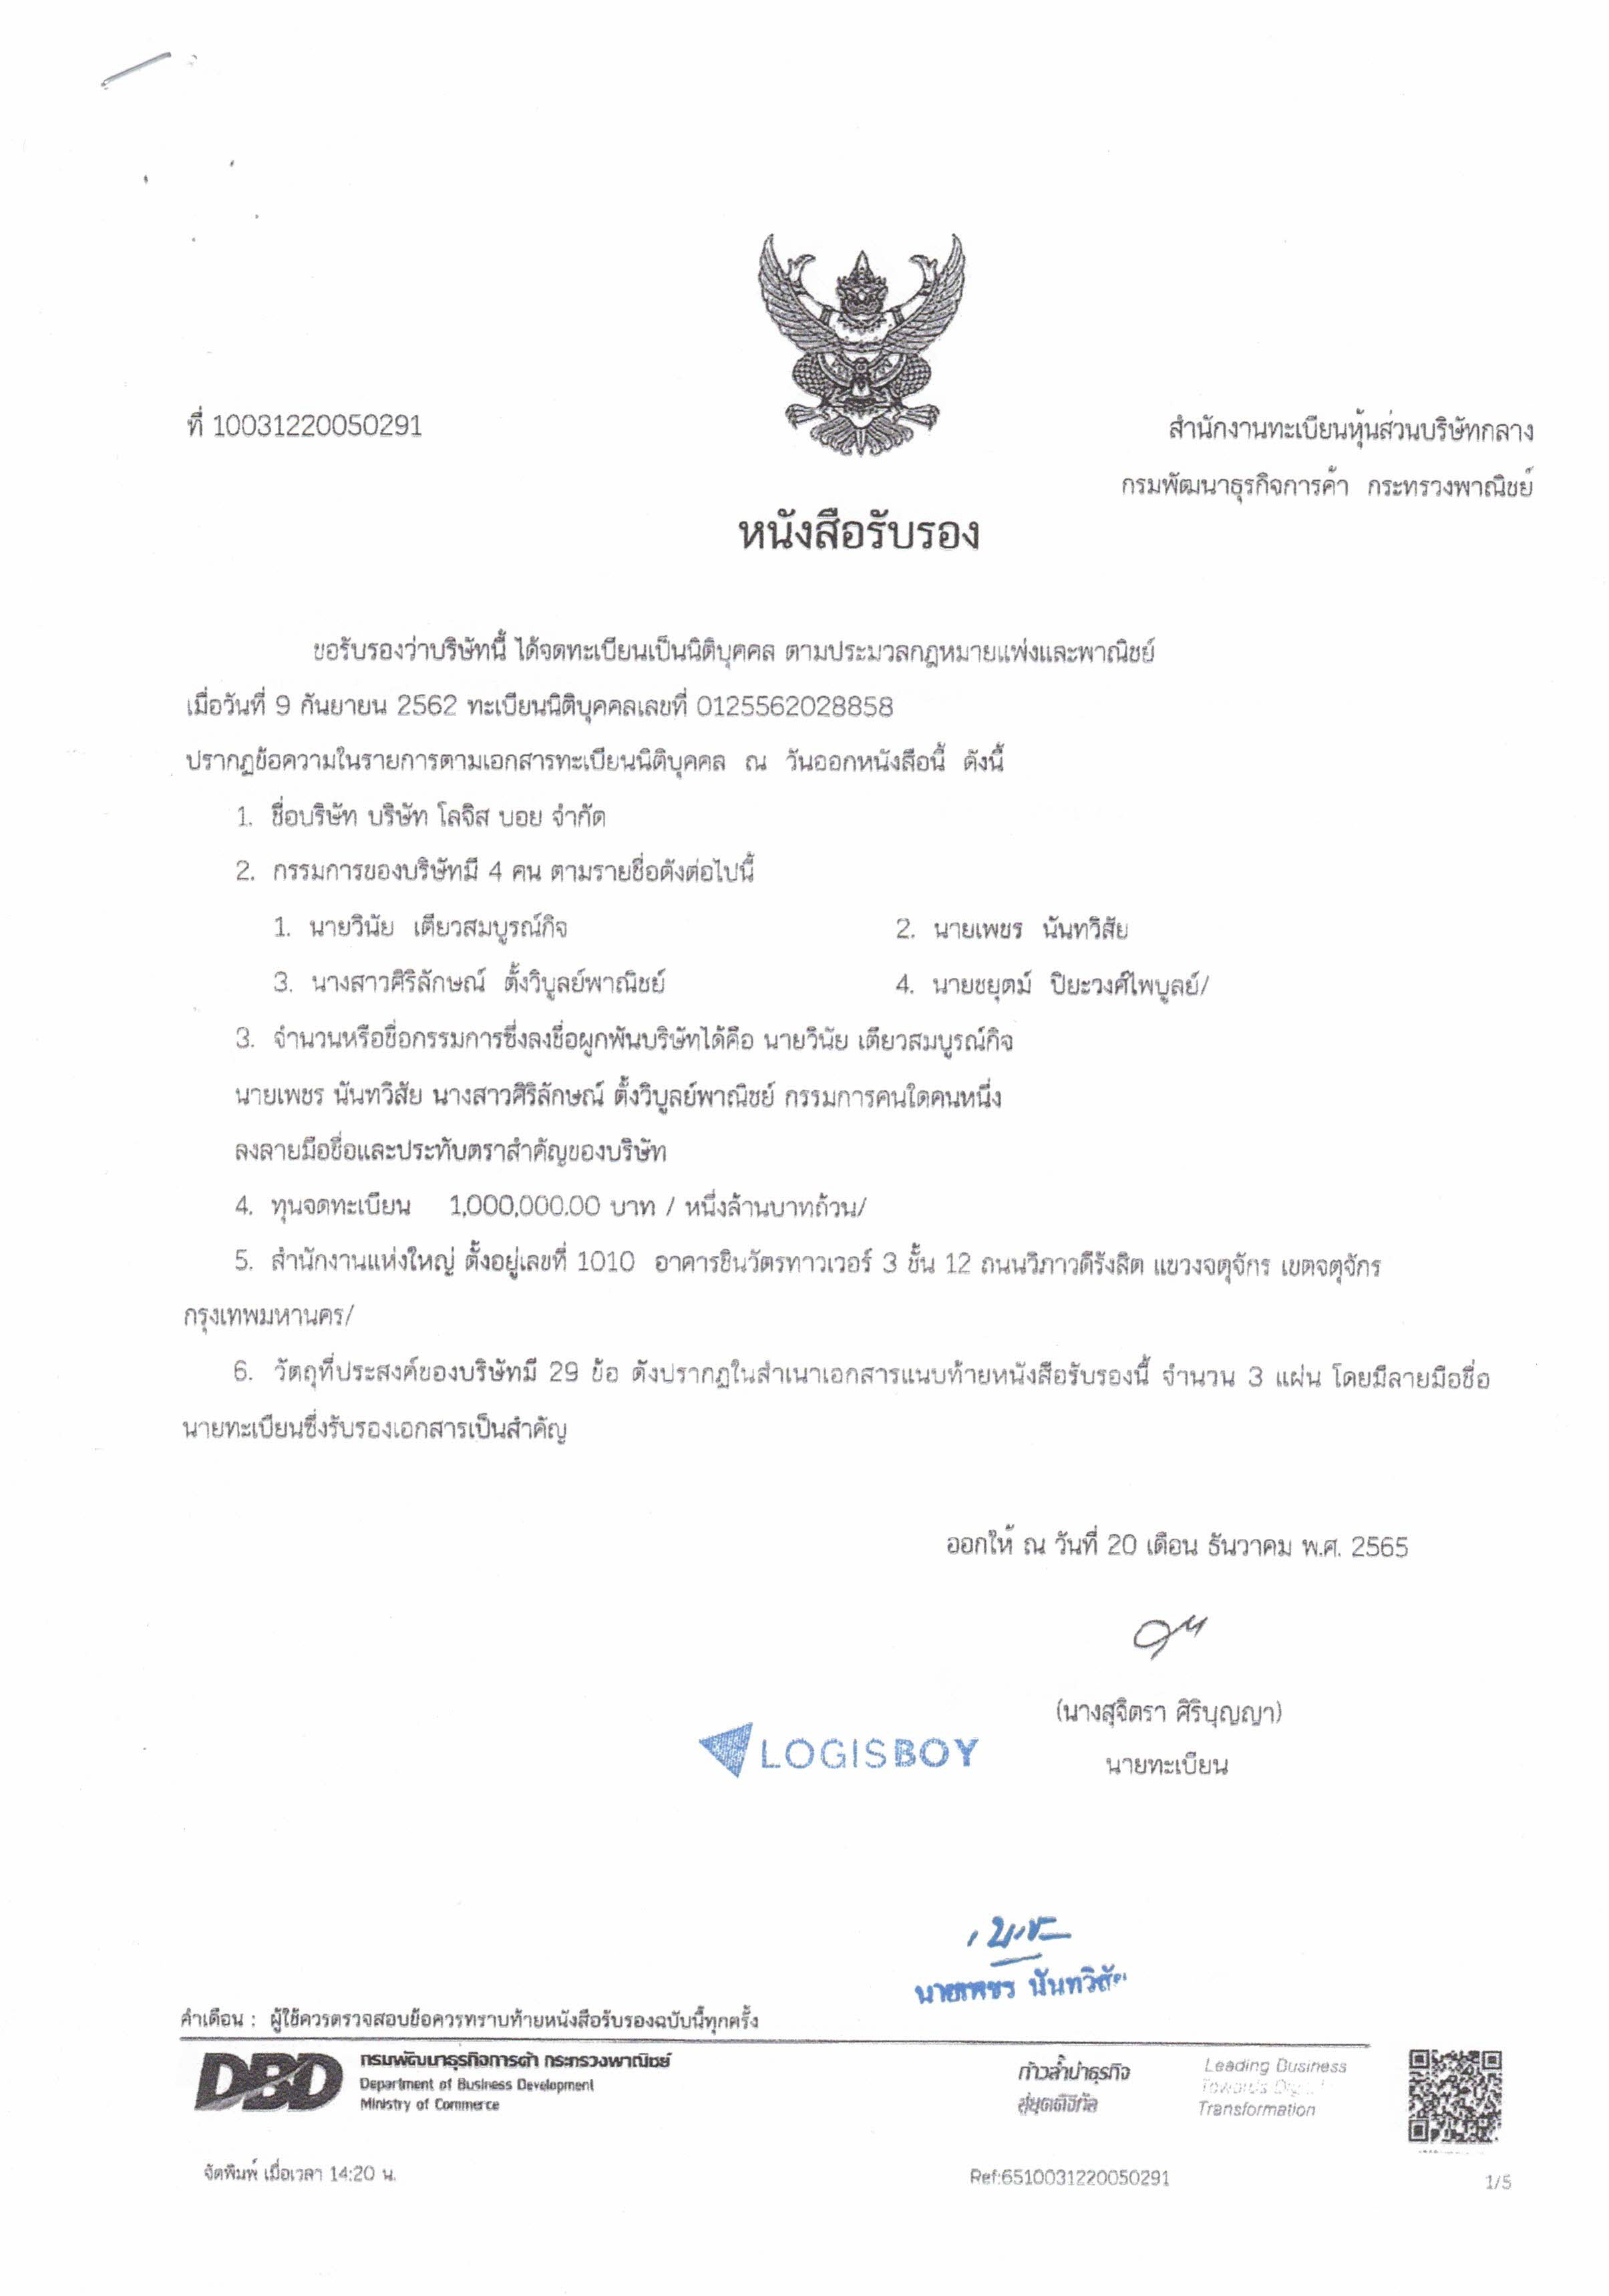 ที่ 10031220050291
สำนักงานทะเบียนหุ้นส่วนบริษัทกลาง
กรมพัฒนาธุรกิจการค้า กระทรวงพาณิชย์
หนังสือรับรอง
ขอรับรองว่าบริษัทนี้ ได้จดทะเบียนเป็นนิติบุคคล ตามประมวลกฎหมายแพ่งและพาณิชย์
เมื่อวันที่ 9 กันยายน 2562 ทะเบียนนิติบุคคลเลขที่ 0125562028858
ปรากฏข้อความในรายการตามเอกสารทะเบียนนิติบุคคล ณ วันออกหนังสือนี้ ดังนี้
1. ชื่อบริษัท บริษัท โลจิส บอย จำกัด
2. กรรมการของบริษัทมี 4 คน ตามรายชื่อดังต่อไปนี้
1. นายวินัย เตียวสมบูรณ์กิจ 2. นายเพชร นันทวิสัย
3. นางสาวศิริลักษณ์ ตั้งวิบูลย์พาณิชย์ 4. นายชยุตม์ ปิยะวงศ์ไพบูลย์/
3. จำนวนหรือชื่อกรรมการซึ่งลงชื่อผูกพันบริษัทได้คือ นายวินัย เตียวสมบูรณ์กิจ
นายเพชร นันทวิสัย นางสาวศิริลักษณ์ ตั้งวิบูลย์พาณิชย์ กรรมการคนใดคนหนึ่ง
ลงลายมือชื่อและประทับตราสำคัญของบริษัท
4. ทุนจดทะเบียน 1,000,000.00 บาท / หนึ่งล้านบาทถ้วน/
5. สำนักงานแห่งใหญ่ ตั้งอยู่เลขที่ 1010 อาคารชินวัตรทาวเวอร์ 3 ชั้น 12 ถนนวิภาวดีรังสิต แขวงจตุจักร เขตจตุจักร
กรุงเทพมหานคร/
6. วัตถุที่ประสงค์ของบริษัทมี 29 ข้อ ดังปรากฏในสำเนาเอกสารแนบท้ายหนังสือรับรองนี้ จำนวน 3 แผ่น โดยมีลายมือชื่อ
นายทะเบียนซึ่งรับรองเอกสารเป็นสำคัญ
ออกให้ ณ วันที่ 20 เดือน ธันวาคม พ.ศ. 2565
(นางสุจิตรา ศิริบุญญา)
LOGISBOY
นายทะเบียน
นายเพชร นันทวิสัย
คำเตือน : ผู้ใช้ควรตรวจสอบข้อควรทราบท้ายหนังสือรับรองฉบับนี้ทุกครั้ง
DBD
กรมพัฒนาธุรกิจการค้า กระทรวงพาณิชย์
Department of Business Development
Ministry of Commerce
ก้าวล้ำนำธุรกิจ
สู่ยุคดิจิทัล
Leading Business
Towards
Transformation
จัดพิมพ์ เมื่อเวลา 14:20 น.
Ref:6510031220050291
1/5